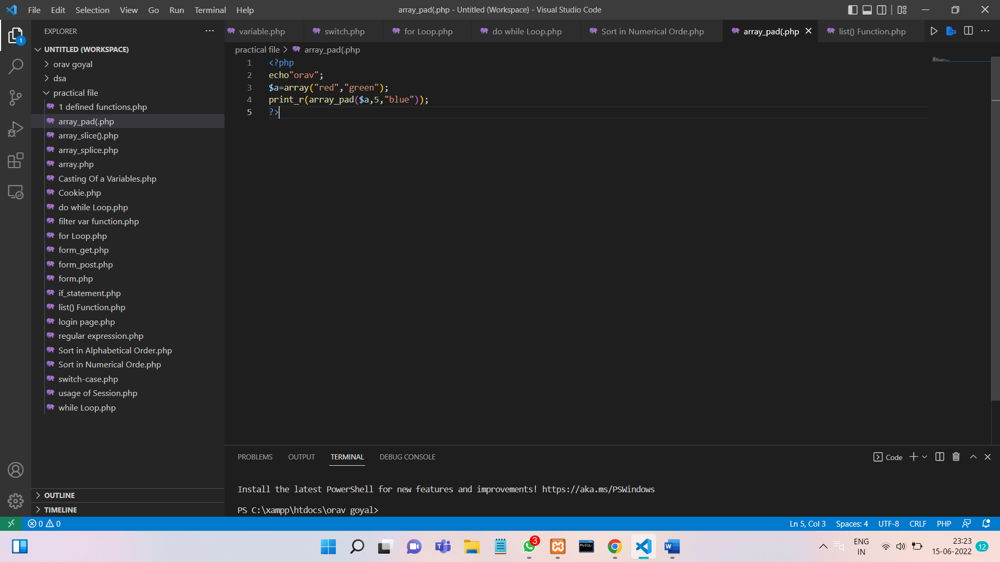 File Edit Selection View Go Run Terminal Help
array_pad(.php - Untitled (Workspace) - Visual Studio Code
1
EXPLORER
variable.php
switch.php
for Loop.php
do while Loop.php
Sort in Numerical Orde.php
array_pad(.php
list() Function.php
UNTITLED (WORKSPACE)
orav goyal
dsa
practical file
1 defined functions.php
array_pad(.php
array_slice().php
array_splice.php
array.php
Casting Of a Variables.php
Cookie.php
do while Loop.php
filter var function.php
for Loop.php
form_get.php
form_post.php
form.php
if_statement.php
list() Function.php
login page.php
regular expression.php
Sort in Alphabetical Order.php
Sort in Numerical Orde.php
switch-case.php
usage of Session.php
while Loop.php
OUTLINE
TIMELINE
practical file > array_pad(.php
1 <?php
2 echo"orav";
3 $a=array("red","green");
4 print_r(array_pad($a,5,"blue"));
5 ?>
PROBLEMS OUTPUT TERMINAL DEBUG CONSOLE
Code
Install the latest PowerShell for new features and improvements! https://aka.ms/PSWindows
PS C:\xampp\htdocs\orav goyal>
0 0
Ln 5, Col 3 Spaces: 4 UTF-8 CRLF PHP
3
MySQL
ENG
IN
23:23
15-06-2022
12